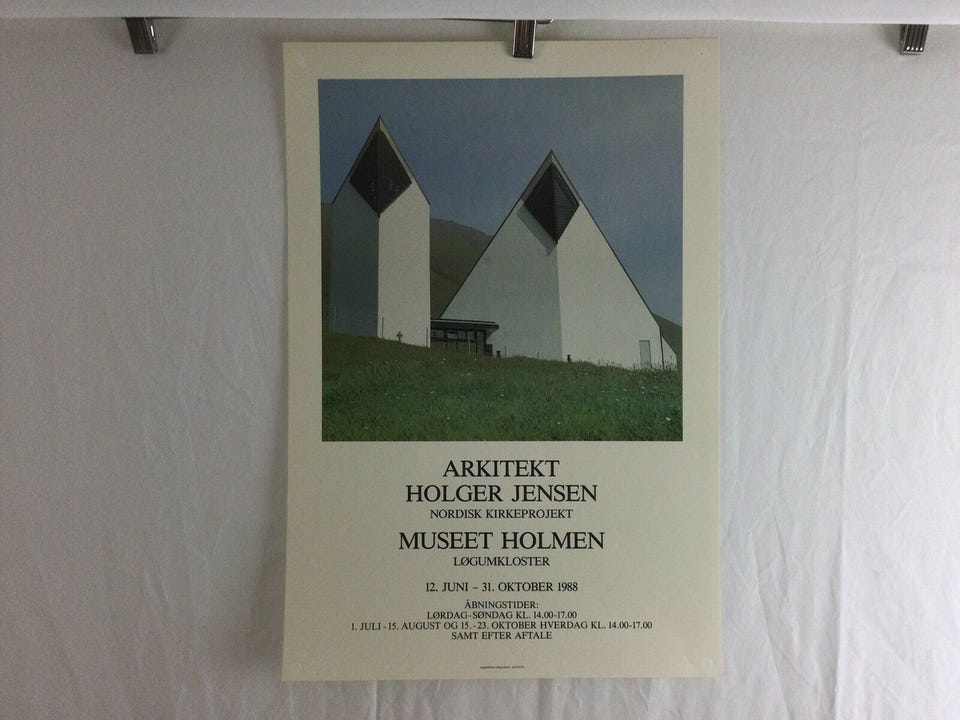 ARKITEKT
HOLGER JENSEN
NORDISK KIRKEPROJEKT
MUSEET HOLMEN
LØGUMKLOSTER
12. JUNI – 31. OKTOBER 1988
ÅBNINGSTIDER:
LØRDAG-SØNDAG KL. 14.00-17.00
1. JULI - 15. AUGUST OG 15. - 23. OKTOBER HVERDAG KL. 14.00-17.00
SAMT EFTER AFTALE